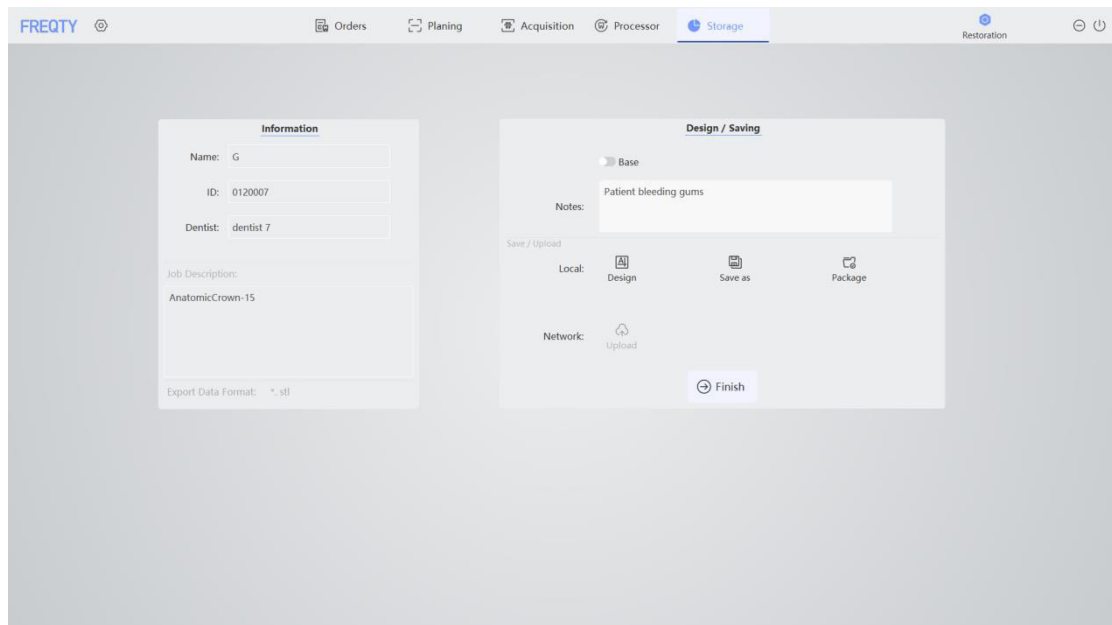 FREQTY
Orders
Planing
Acquisition
Processor
Storage
Restoration
Information
Name: G
ID: 0120007
Dentist: dentist 7
Job Description:
AnatomicCrown-15
Export Data Format: *. stl
Design / Saving
Base
Notes: Patient bleeding gums
Save / Upload
Local:
Design
Save as
Package
Network:
Upload
Finish